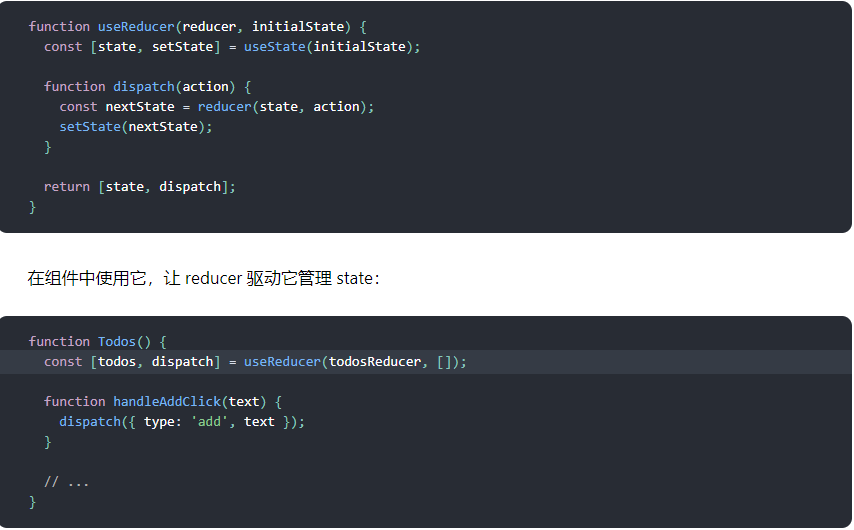 function useReducer(reducer, initialState) {
  const [state, setState] = useState(initialState);

  function dispatch(action) {
    const nextState = reducer(state, action);
    setState(nextState);
  }

  return [state, dispatch];
}

在组件中使用它，让 reducer 驱动它管理 state：

function Todos() {
  const [todos, dispatch] = useReducer(todosReducer, []);

  function handleAddClick(text) {
    dispatch({ type: 'add', text });
  }

  // ...
}